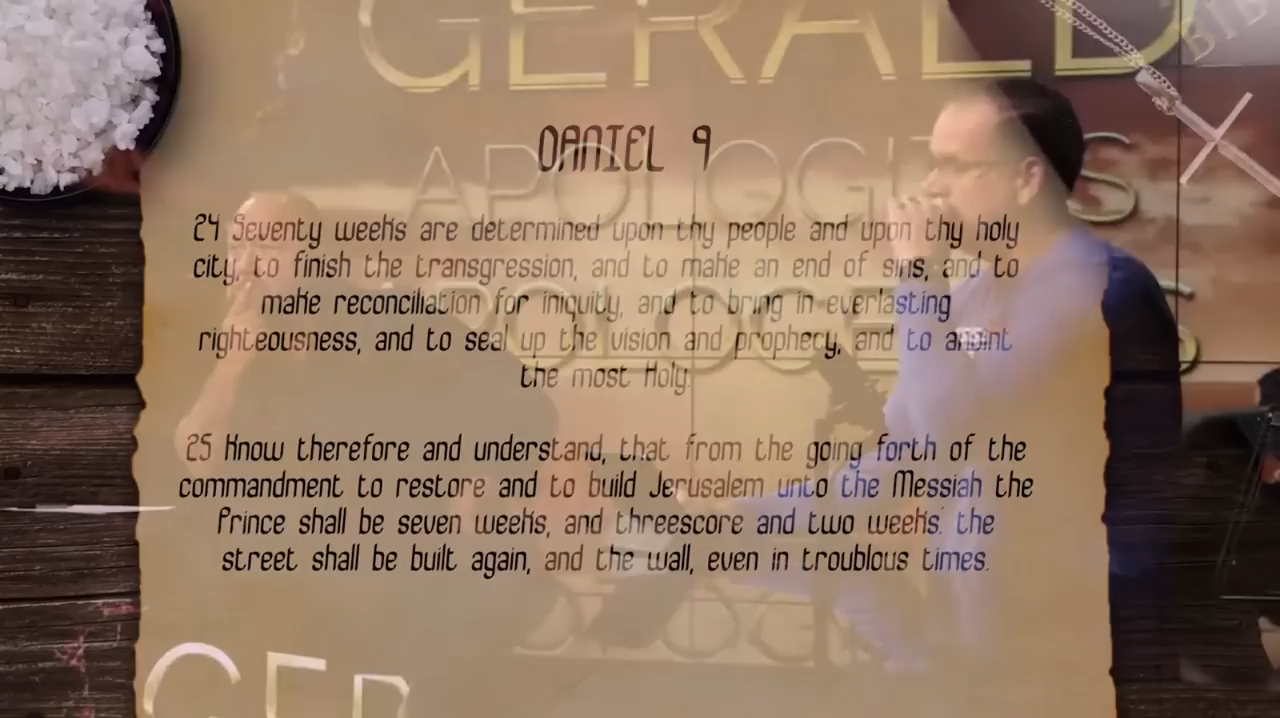 GERALD
BIB
DANIEL 9
APOLOGETICS
24 Seventy weeks are determined upon thy people and upon thy holy
city, to finish the transgression, and to make an end of sins, and to
make reconciliation for iniquity, and to bring in everlasting
righteousness, and to seal up the vision and prophecy, and to anoint
the most Holy.
25 Know therefore and understand, that from the going forth of the
commandment to restore and to build Jerusalem unto the Messiah the
Prince shall be seven weeks, and threescore and two weeks: the
street shall be built again, and the wall, even in troublous times.
GER